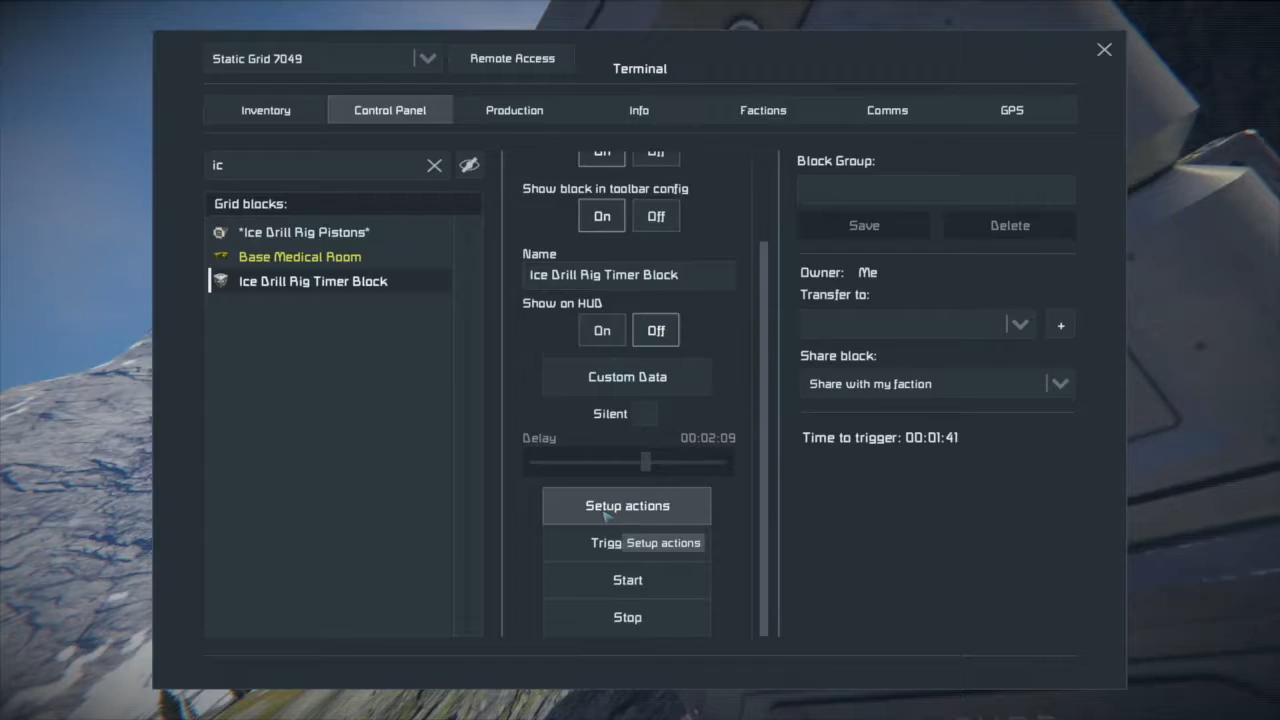 Static Grid 7049
Remote Access
Terminal
Inventory
Control Panel
Production
Info
Factions
Comms
GPS
ic
Grid blocks:
*Ice Drill Rig Pistons*
Base Medical Room
Ice Drill Rig Timer Block
On Off
Show block in toolbar config
On Off
Name
Ice Drill Rig Timer Block
Show on HUD
On Off
Custom Data
Silent
Delay 00:02:09
Setup actions
Trigg
Setup actions
Start
Stop
Block Group:
Save Delete
Owner: Me
Transfer to:
+
Share block:
Share with my faction
Time to trigger: 00:01:41